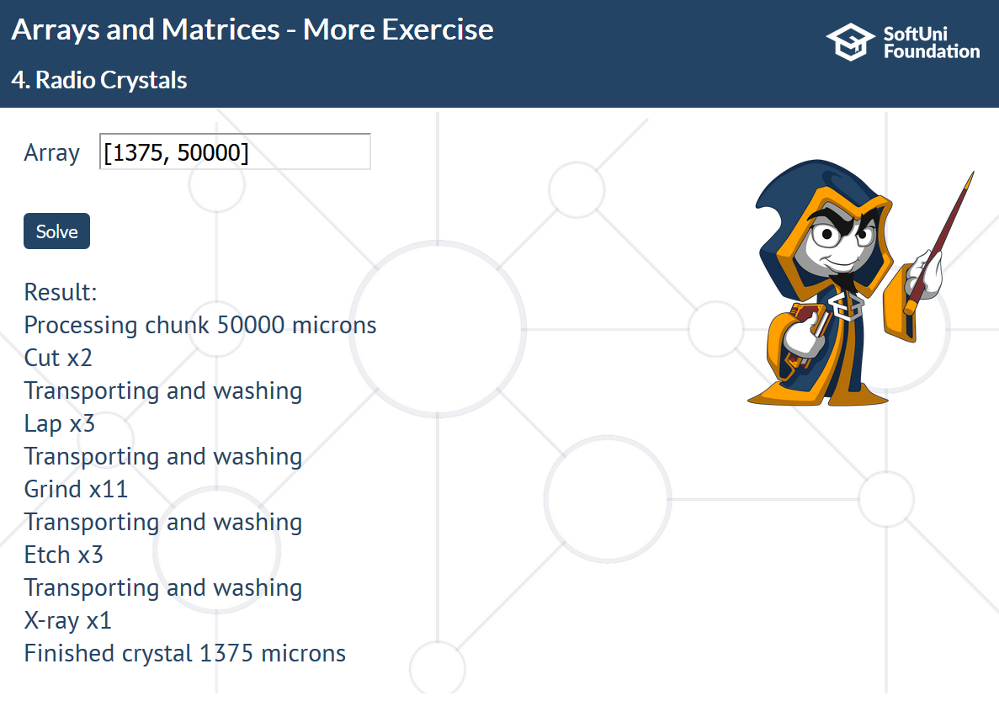 Arrays and Matrices - More Exercise
4. Radio Crystals
SoftUni
Foundation
Array [1375, 50000]
Solve
Result:
Processing chunk 50000 microns
Cut x2
Transporting and washing
Lap x3
Transporting and washing
Grind x11
Transporting and washing
Etch x3
Transporting and washing
X-ray x1
Finished crystal 1375 microns